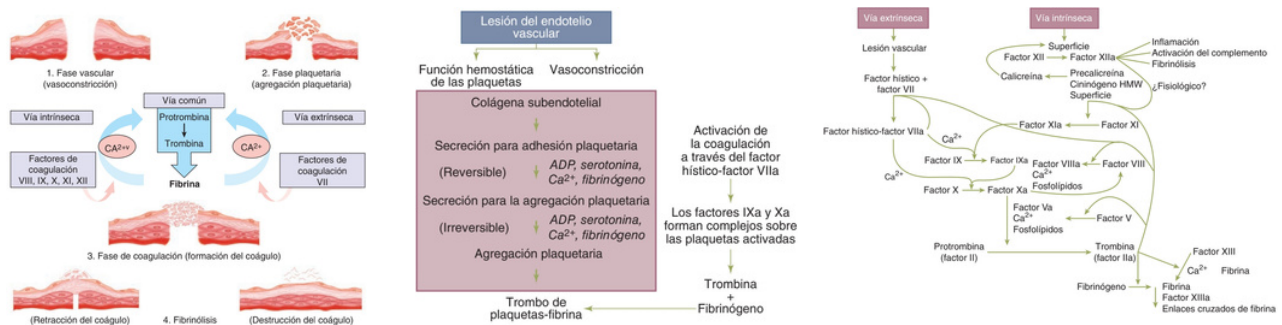 1. Fase vascular
(vasoconstricción)
2. Fase plaquetaria
(agregación plaquetaria)
Vía común
Protrombina
Trombina
Vía intrínseca
Vía extrínseca
CA2+v
CA2+
Factores de
coagulación
VIII, IX, X, XI, XII
Factores de
coagulación
VII
Fibrina
3. Fase de coagulación (formación del coágulo)
(Retracción del coágulo)
4. Fibrinólisis
(Destrucción del coágulo)
Lesión del endotelio
vascular
Función hemostática
de las plaquetas
Vasoconstricción
Colágena subendotelial
Secreción para adhesión plaquetaria
(Reversible)
ADP, serotonina,
Ca2+, fibrinógeno
Secreción para la agregación plaquetaria
(Irreversible)
ADP, serotonina,
Ca2+, fibrinógeno
Agregación plaquetaria
Trombo de
plaquetas-fibrina
Activación de
la coagulación
a través del factor
hístico-factor VIIa
Los factores IXa y Xa
forman complejos sobre
las plaquetas activadas
Trombina
+
Fibrinógeno
Vía extrínseca
Vía intrínseca
Lesión vascular
Factor hístico +
factor VII
Factor hístico-factor VIIa
Superficie
Factor XII
Factor XIIa
Inflamación
Activación del complemento
Fibrinólisis
Calicreína
Precalicreína
Cininógeno HMW
Superficie
¿Fisiológico?
Factor XIa
Factor XI
Ca2+
Factor IX
Factor IXa
Factor VIIIa
Ca2+
Fosfolípidos
Factor VIII
Ca2+
Factor X
Factor Xa
Factor Va
Ca2+
Fosfolípidos
Factor V
Protrombina
(factor II)
Trombina
(factor IIa)
Factor XIII
Ca2+
Fibrina
Fibrinógeno
Fibrina
Factor XIIIa
Enlaces cruzados de fibrina